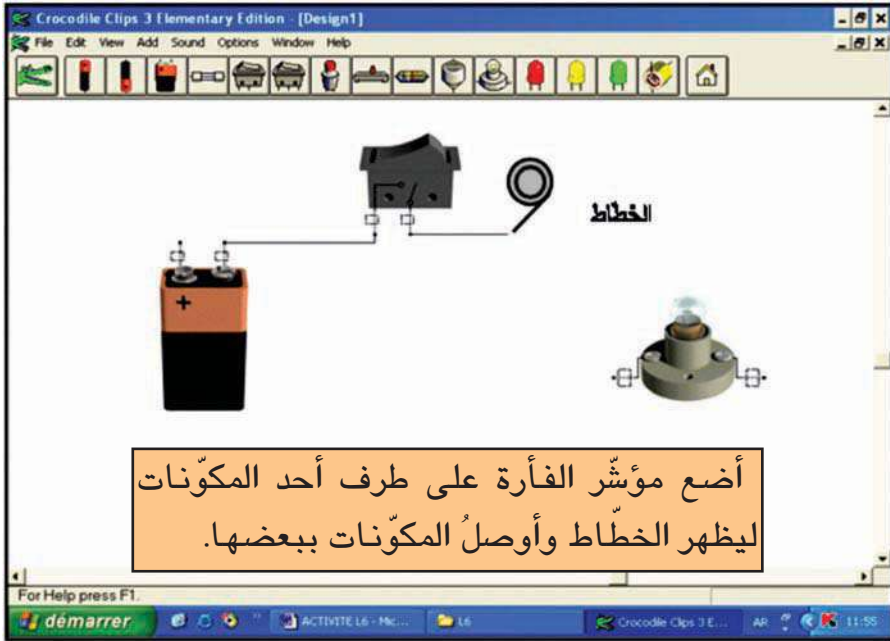 Crocodile Clips 3 Elementary Edition - [Design1]
File Edit View Add Sound Options Window Help
الخطاط
+
أضع مؤشّر الفأرة على طرف أحد المكوّنات
ليظهر الخطّاط وأوصلُ المكوّنات ببعضها.
For Help press F1.
démarrer
ACTIVITE L6 - Mic...
L6
Crocodile Clips 3 E...
AR
11:55